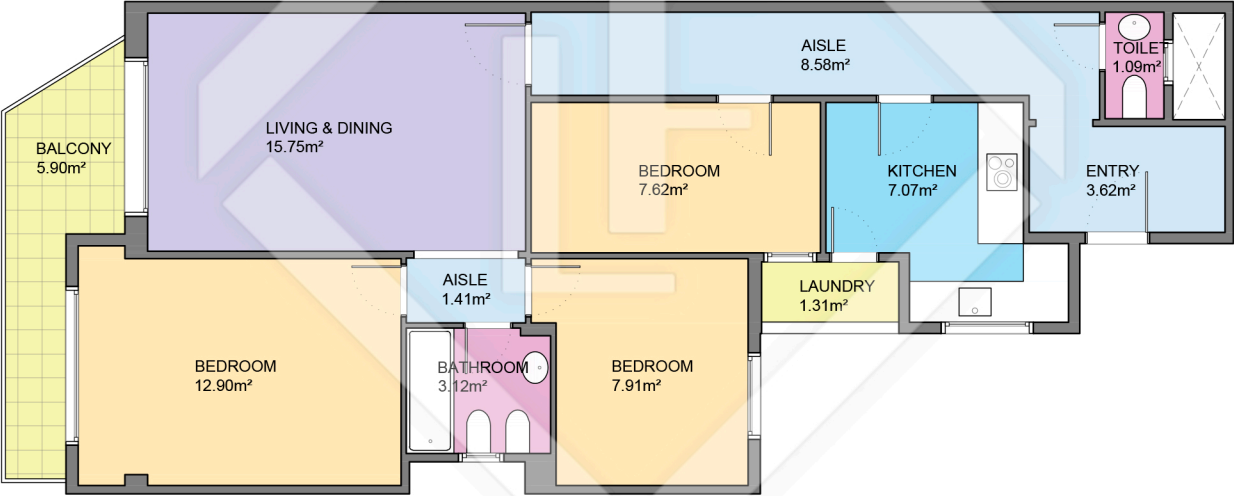 AISLE
8.58m²
TOILET
1.09m²
LIVING & DINING
15.75m²
BALCONY
5.90m²
BEDROOM
7.62m²
KITCHEN
7.07m²
ENTRY
3.62m²
AISLE
1.41m²
LAUNDRY
1.31m²
BEDROOM
12.90m²
BATHROOM
3.12m²
BEDROOM
7.91m²